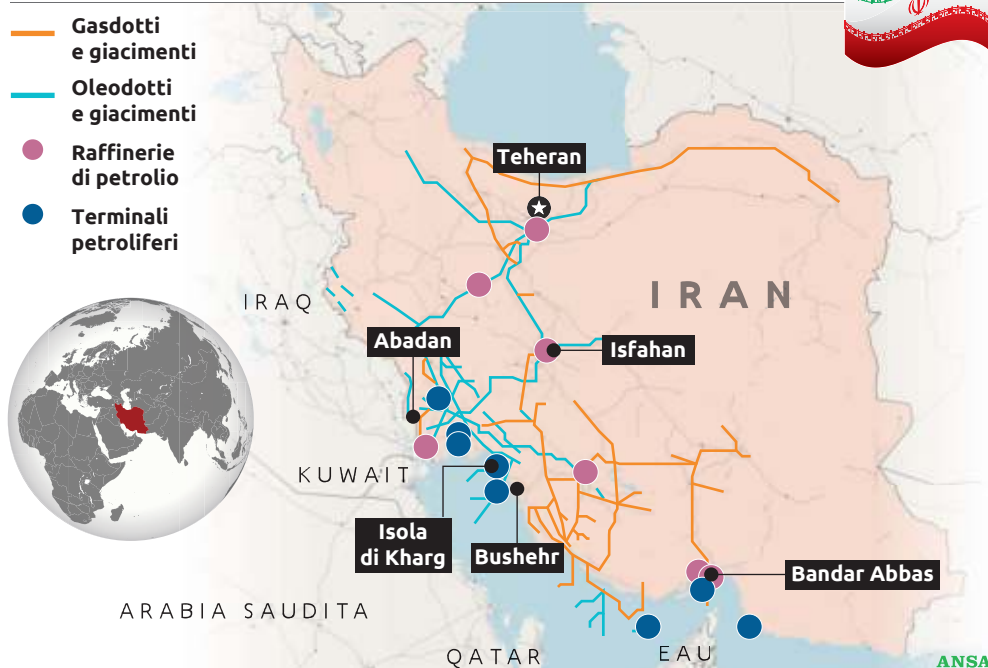 Gasdotti
e giacimenti
Oleodotti
e giacimenti
Raffinerie
di petrolio
Terminali
petroliferi
Teheran
IRAN
IRAQ
Abadan
Isfahan
KUWAIT
Isola
di Kharg
Bushehr
Bandar Abbas
ARABIA SAUDITA
QATAR
EAU
ANSA